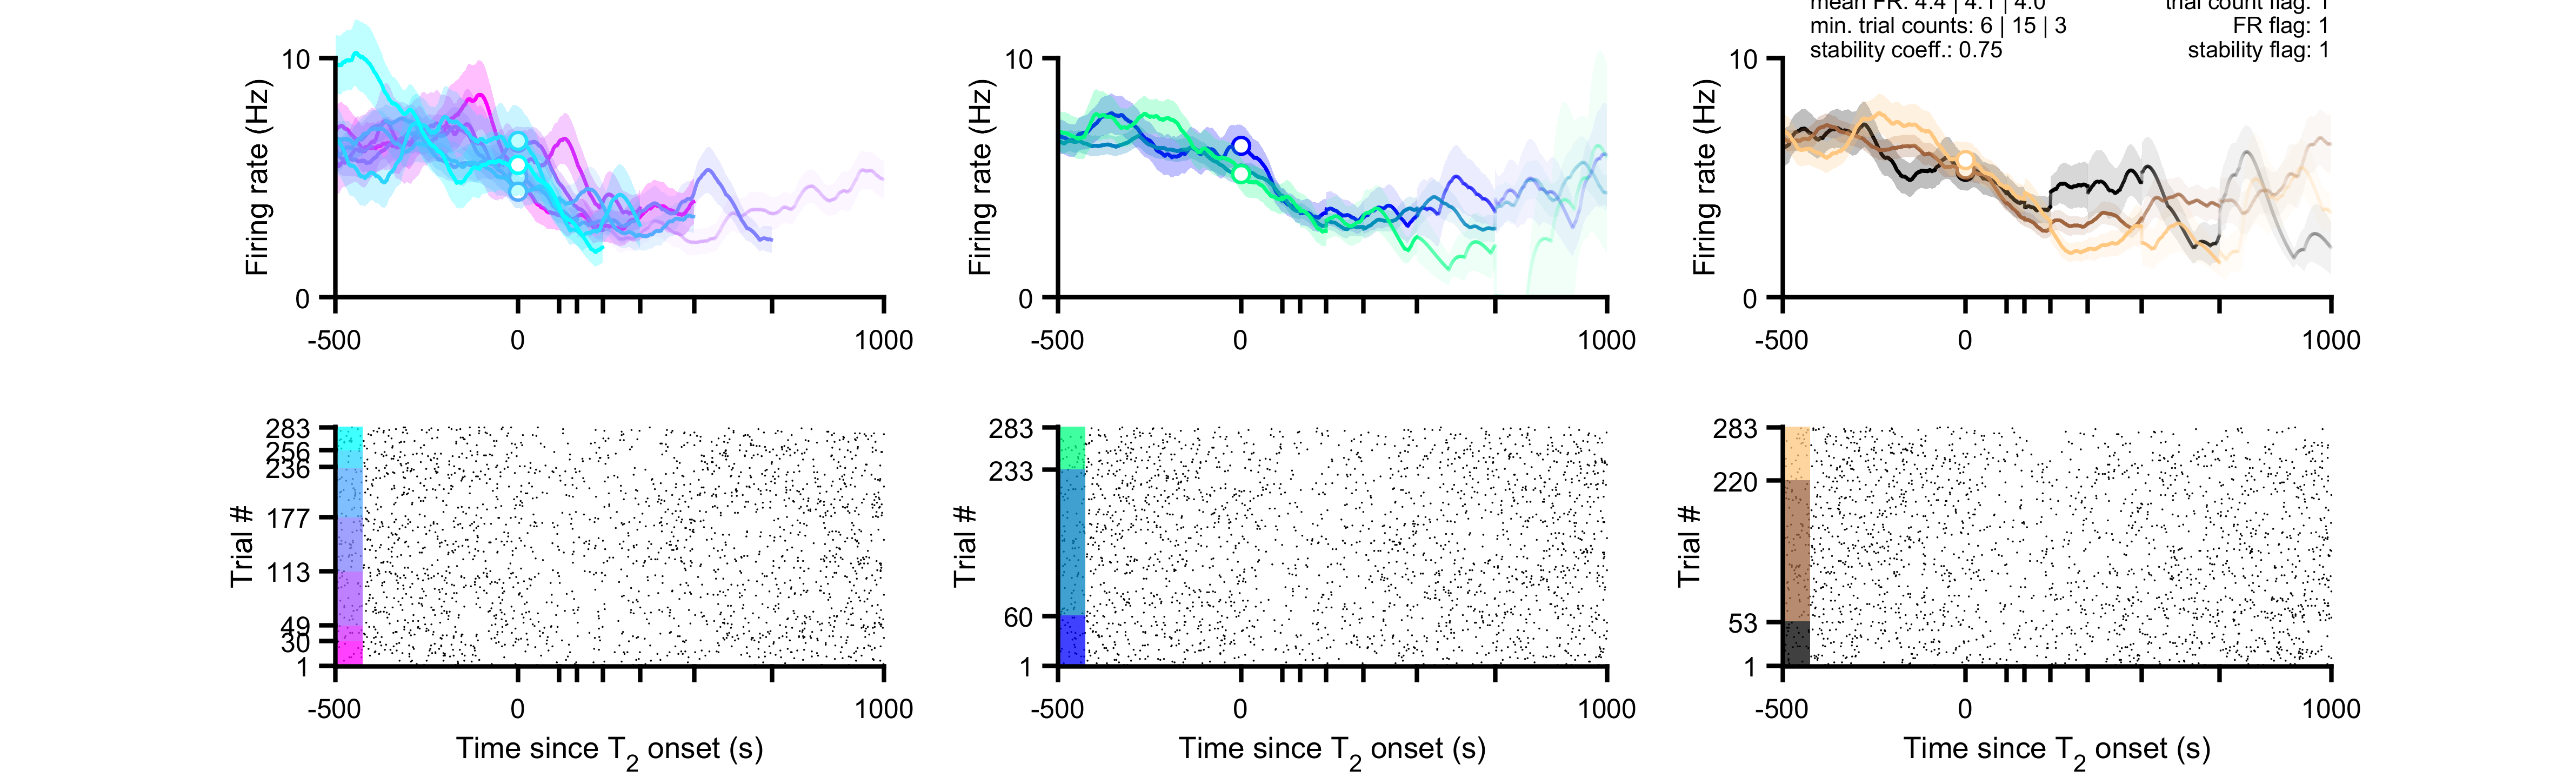 mean FR: 4.4 | 4.1 | 4.0 trial count flag: 1
min. trial counts: 6 | 15 | 3 FR flag: 1
stability coeff.: 0.75 stability flag: 1
10 10 10
Firing rate (Hz) Firing rate (Hz) Firing rate (Hz)
0 0 0
-500 0 1000 -500 0 1000 -500 0 1000
283 283 283
256
236 233 220
177
Trial # Trial # Trial #
113
49 60 53
30
1 1 1
-500 0 1000 -500 0 1000 -500 0 1000
Time since T2 onset (s) Time since T2 onset (s) Time since T2 onset (s)